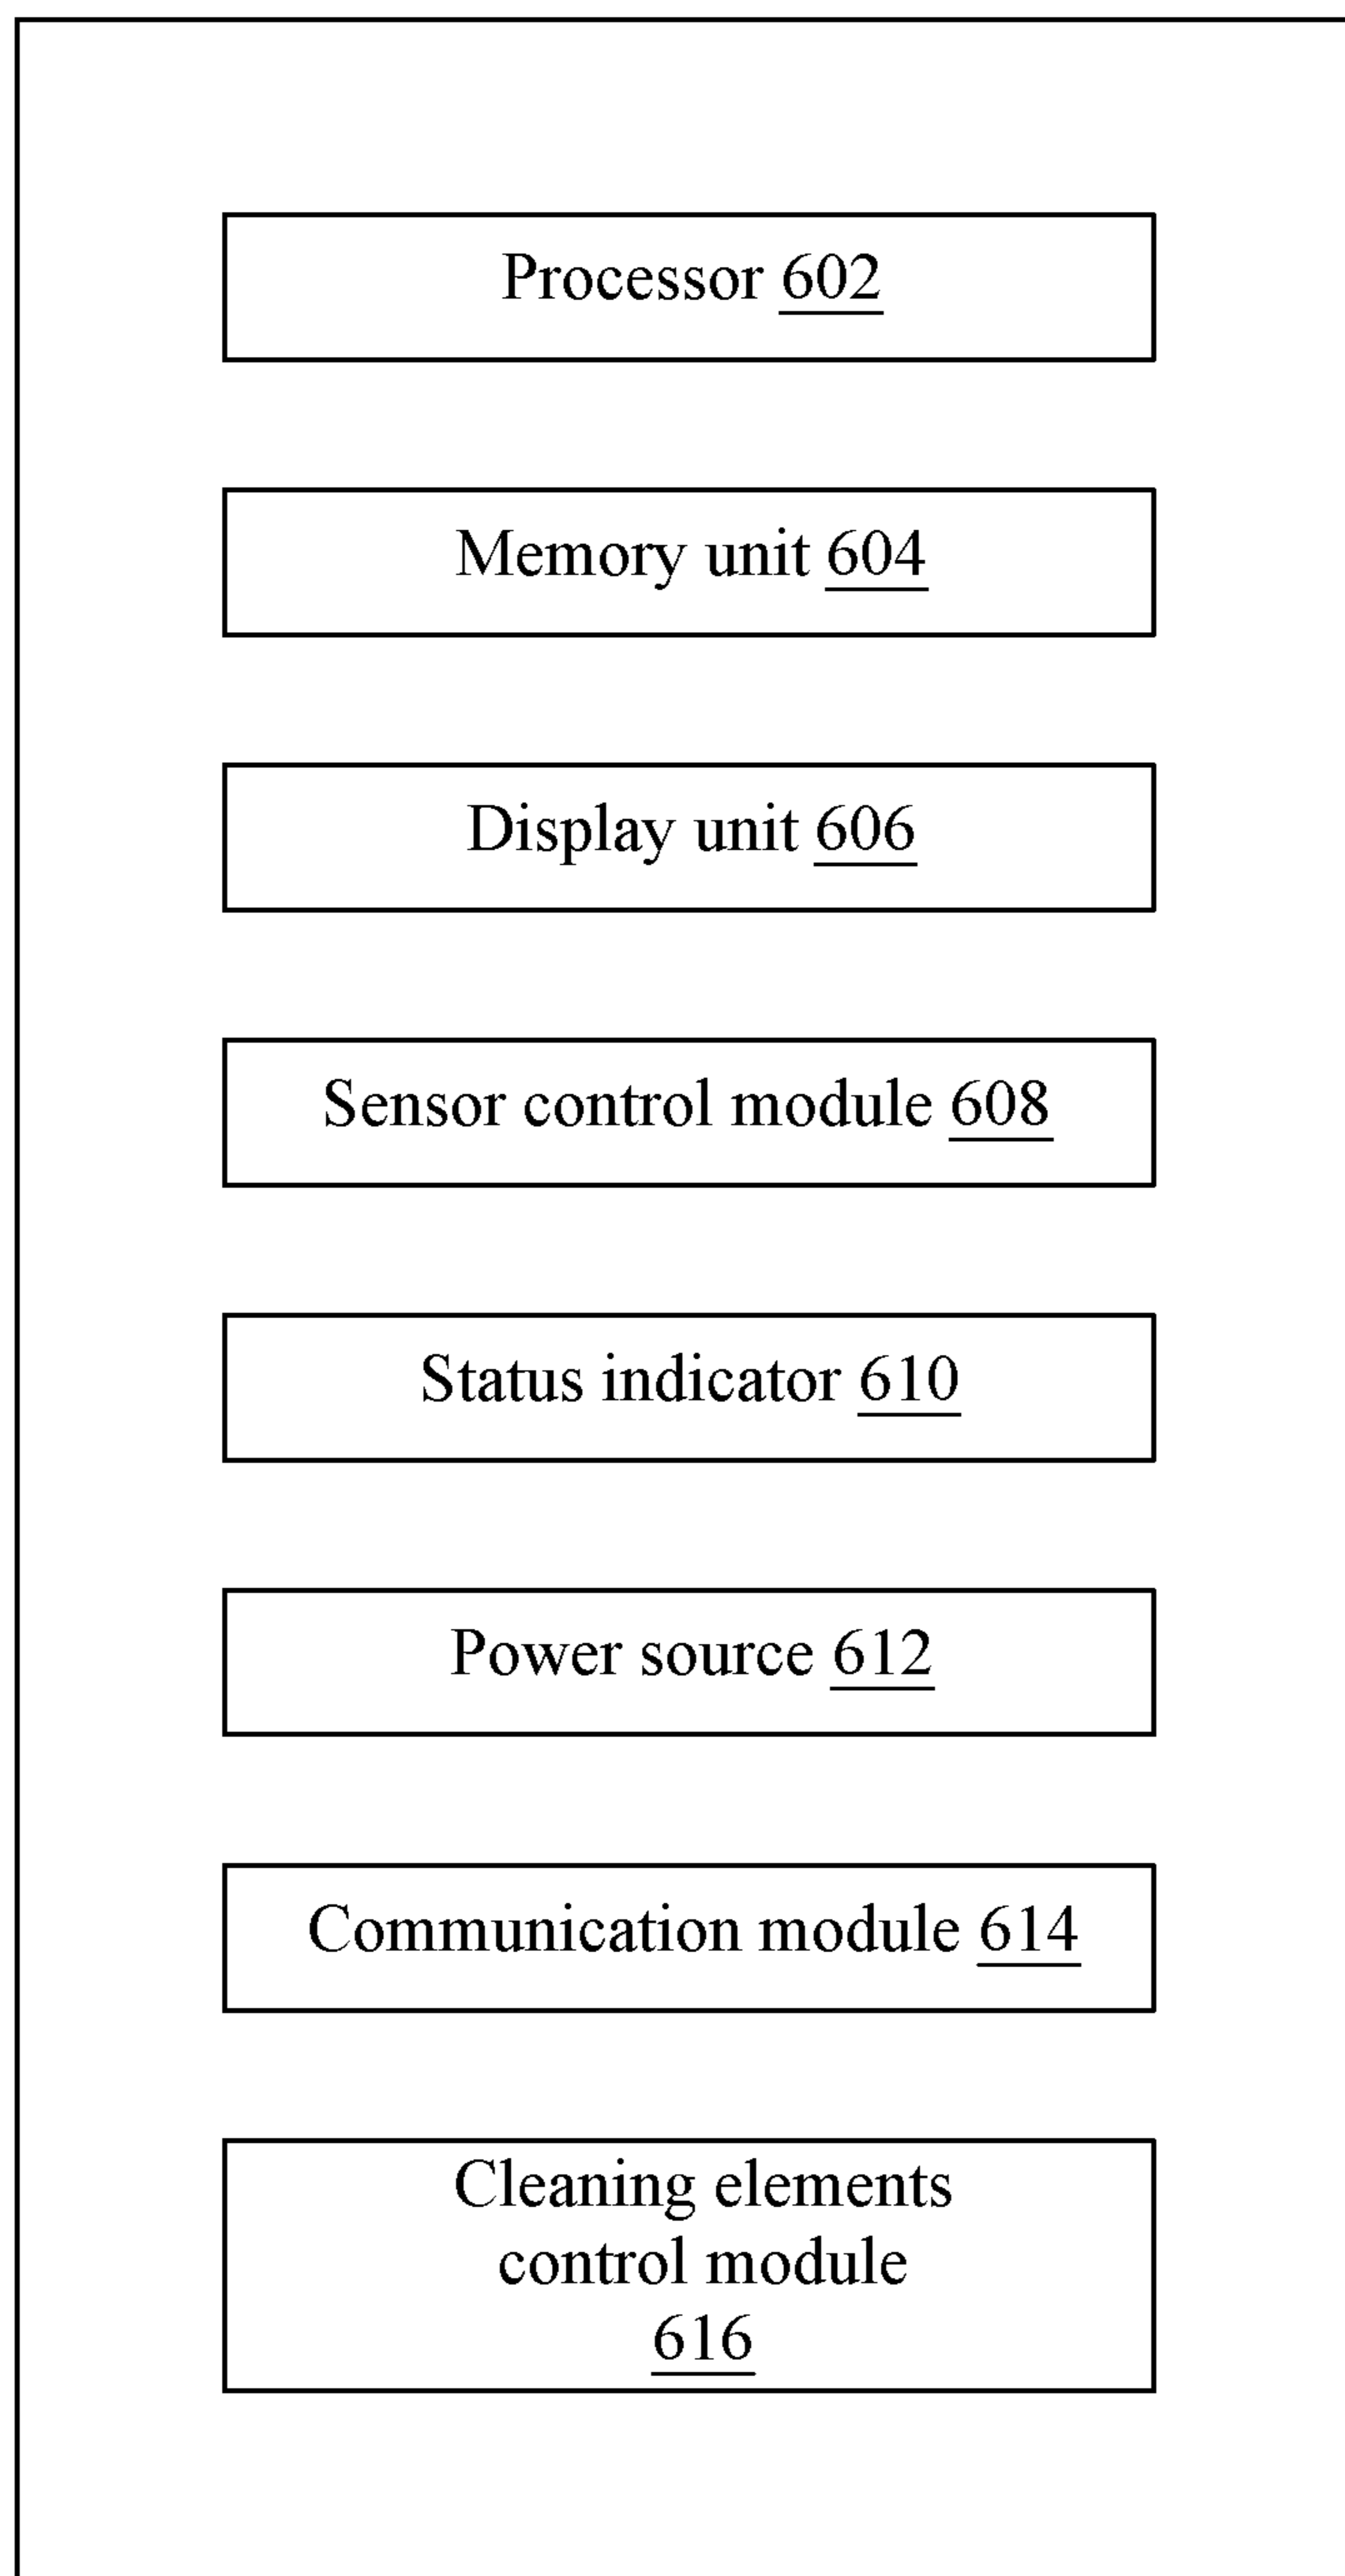 Processor 602
Memory unit 604
Display unit 606
Sensor control module 608
Status indicator 610
Power source 612
Communication module 614
Cleaning elements
control module
616